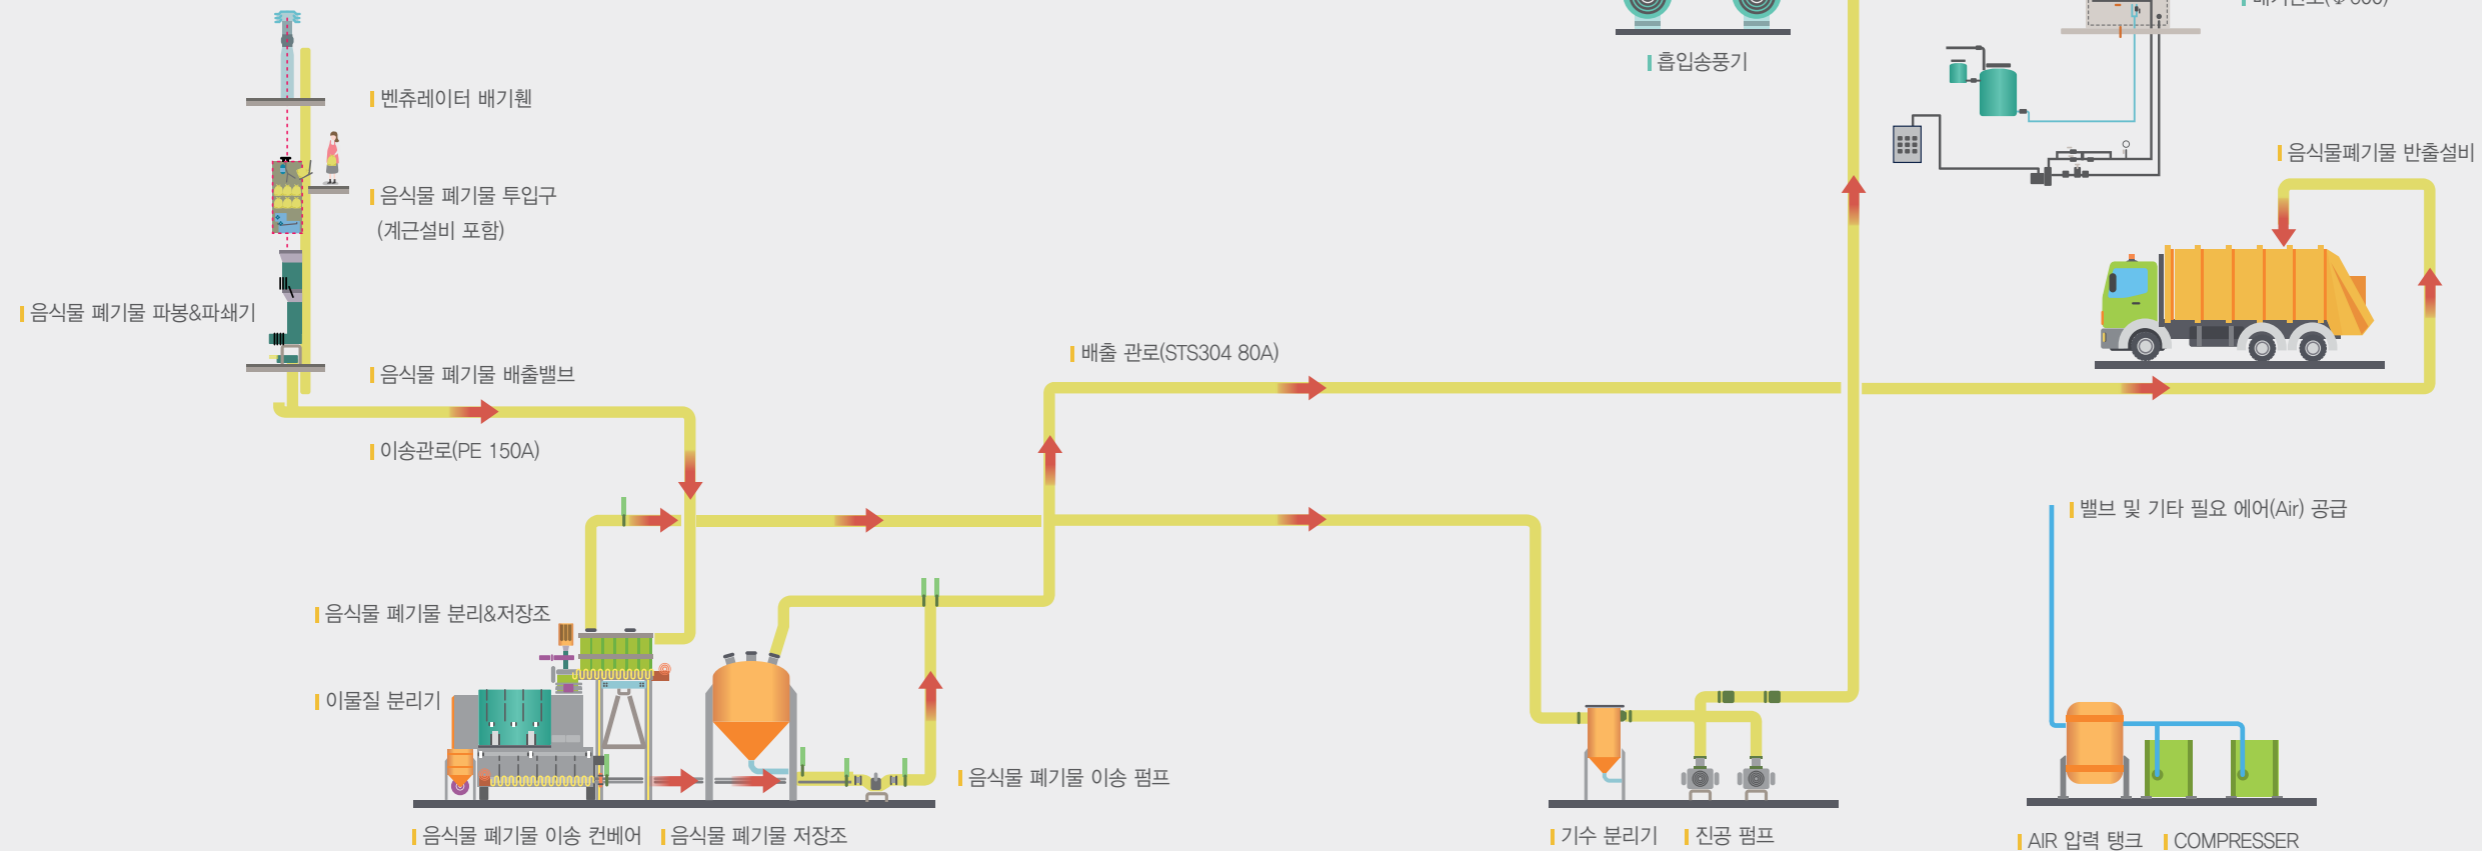 흡입송풍기
벤츄레이터 배기휀
음식물폐기물 반출설비
음식물 폐기물 투입구
(계근설비 포함)
음식물 폐기물 파봉&파쇄기
배출 관로(STS304 80A)
음식물 폐기물 배출밸브
이송관로(PE 150A)
밸브 및 기타 필요 에어(Air) 공급
음식물 폐기물 분리&저장조
이물질 분리기
음식물 폐기물 이송 펌프
음식물 폐기물 이송 컨베어
음식물 폐기물 저장조
기수 분리기
진공 펌프
AIR 압력 탱크
COMPRESSER